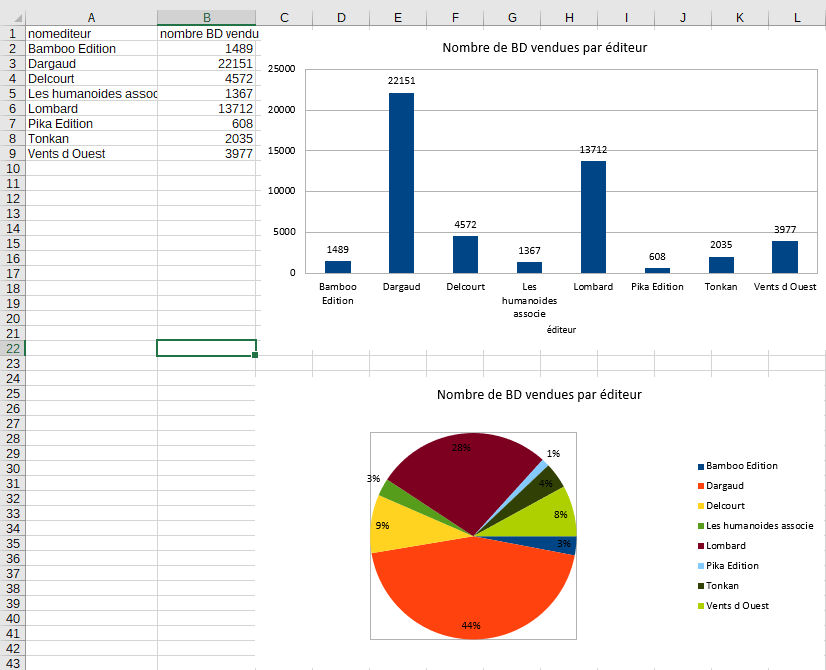 A B C D E F G H I J K L
1 nomediteur nombre BD vendu
2 Bamboo Edition 1489
3 Dargaud 22151
4 Delcourt 4572
5 Les humanoides assoc 1367
6 Lombard 13712
7 Pika Edition 608
8 Tonkan 2035
9 Vents d Ouest 3977
10
11
12
13
14
15
16
17
18
19
20
21
22
23
24
25
26
27
28
29
30
31
32
33
34
35
36
37
38
39
40
41
42
43
Nombre de BD vendues par éditeur
25000
20000
15000
10000
5000
0
1489
22151
4572
1367
13712
608
2035
3977
Bamboo
Edition
Dargaud
Delcourt
Les
humanoides
associe
Lombard
Pika Edition
Tonkan
Vents d Ouest
éditeur
Nombre de BD vendues par éditeur
28%
1%
4%
8%
3%
44%
9%
3%
Bamboo Edition
Dargaud
Delcourt
Les humanoides associe
Lombard
Pika Edition
Tonkan
Vents d Ouest